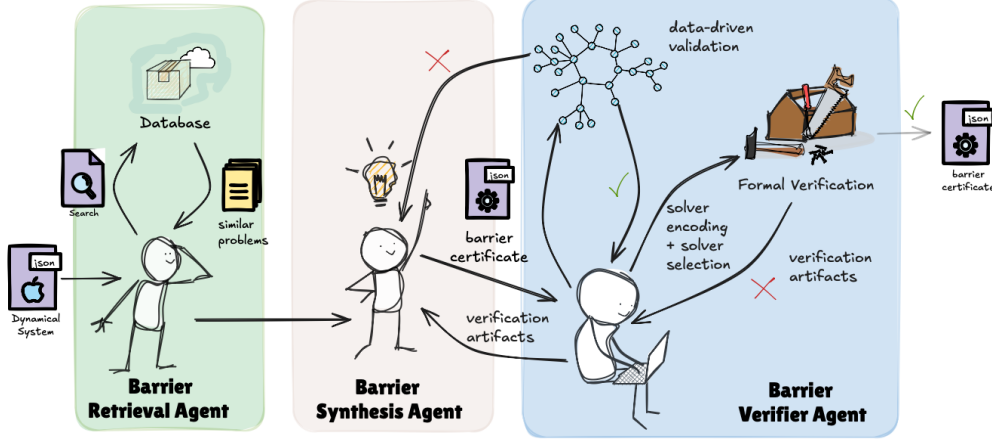 Database
Search
similar
problems
json
Dynamical
System
Barrier
Retrieval Agent
json
barrier
certificate
verification
artifacts
Barrier
Synthesis Agent
data-driven
validation
solver
encoding
+ solver
selection
Formal Verification
verification
artifacts
Barrier
Verifier Agent
json
barrier
certificate